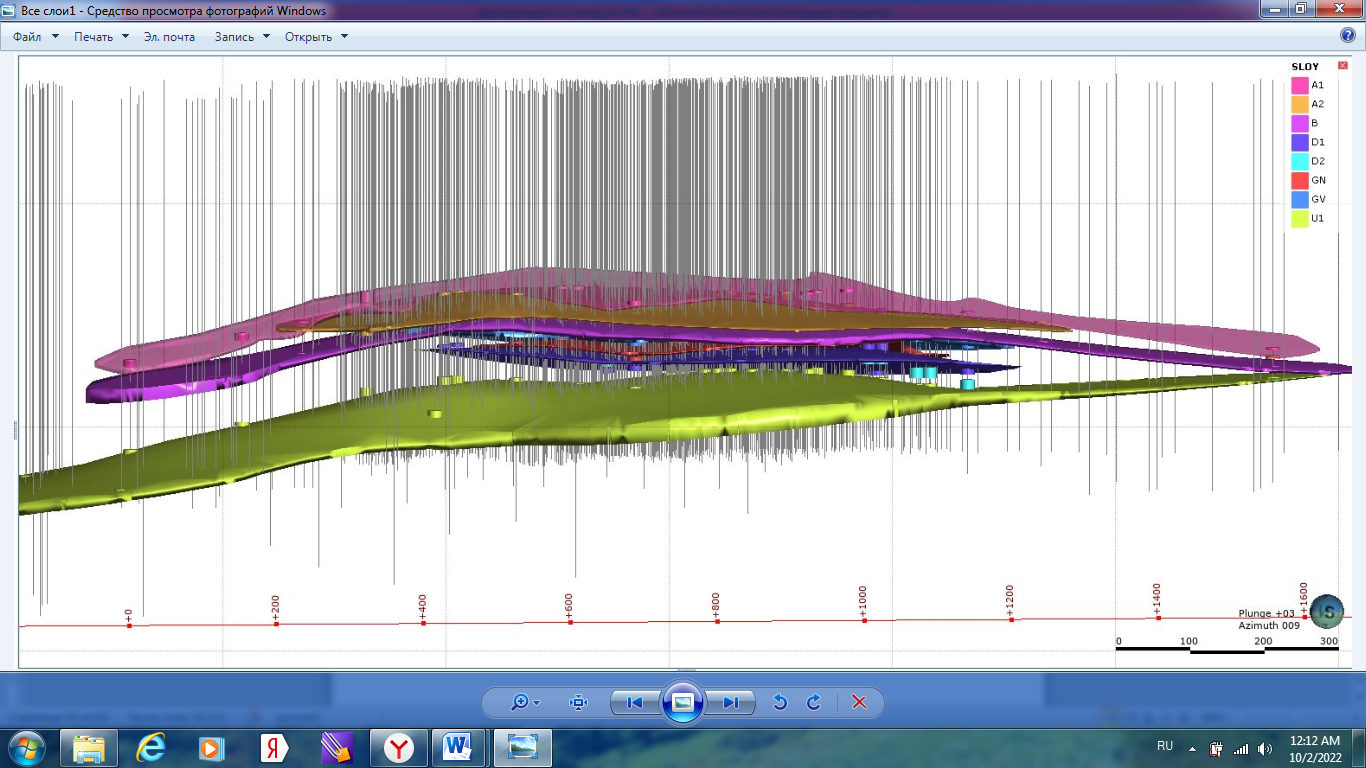 Все слои1 - Средство просмотра фотографий Windows
Файл Печать Эл. почта Запись Открыть
SLOY
A1
A2
B
D1
D2
GN
GV
U1
+0 +200 +400 +600 +800 +1000 +1200 +1400 +1600
Plunge +03
Azimuth 009
0 100 200 300
S
RU
12:12 AM
10/2/2022